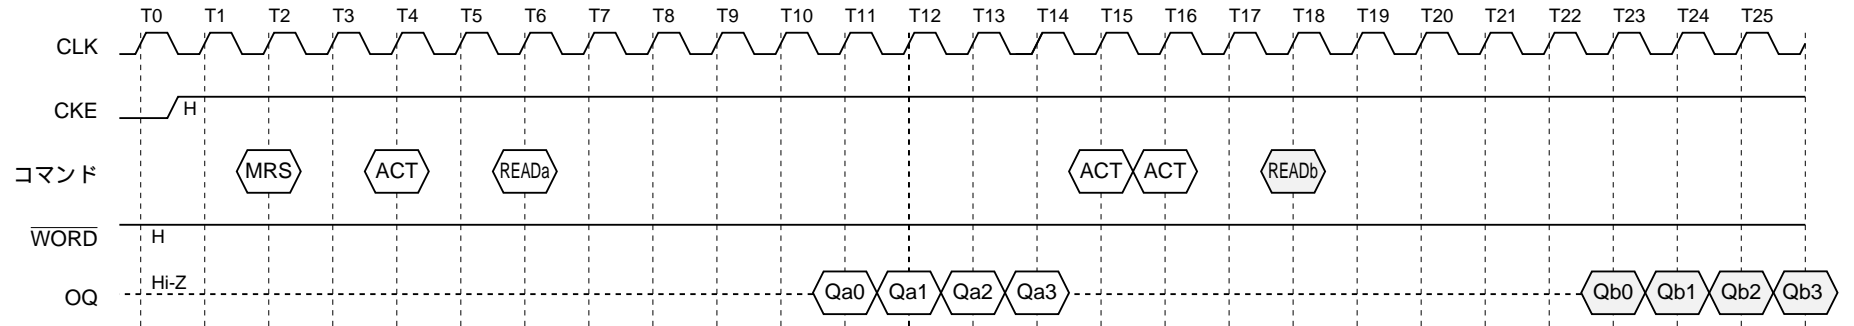 T0 T1 T2 T3 T4 T5 T6 T7 T8 T9 T10 T11 T12 T13 T14 T15 T16 T17 T18 T19 T20 T21 T22 T23 T24 T25
CLK
CKE H
コマンド MRS ACT READa ACT ACT READb
WORD H
OQ Hi-Z Qa0 Qa1 Qa2 Qa3 Qb0 Qb1 Qb2 Qb3